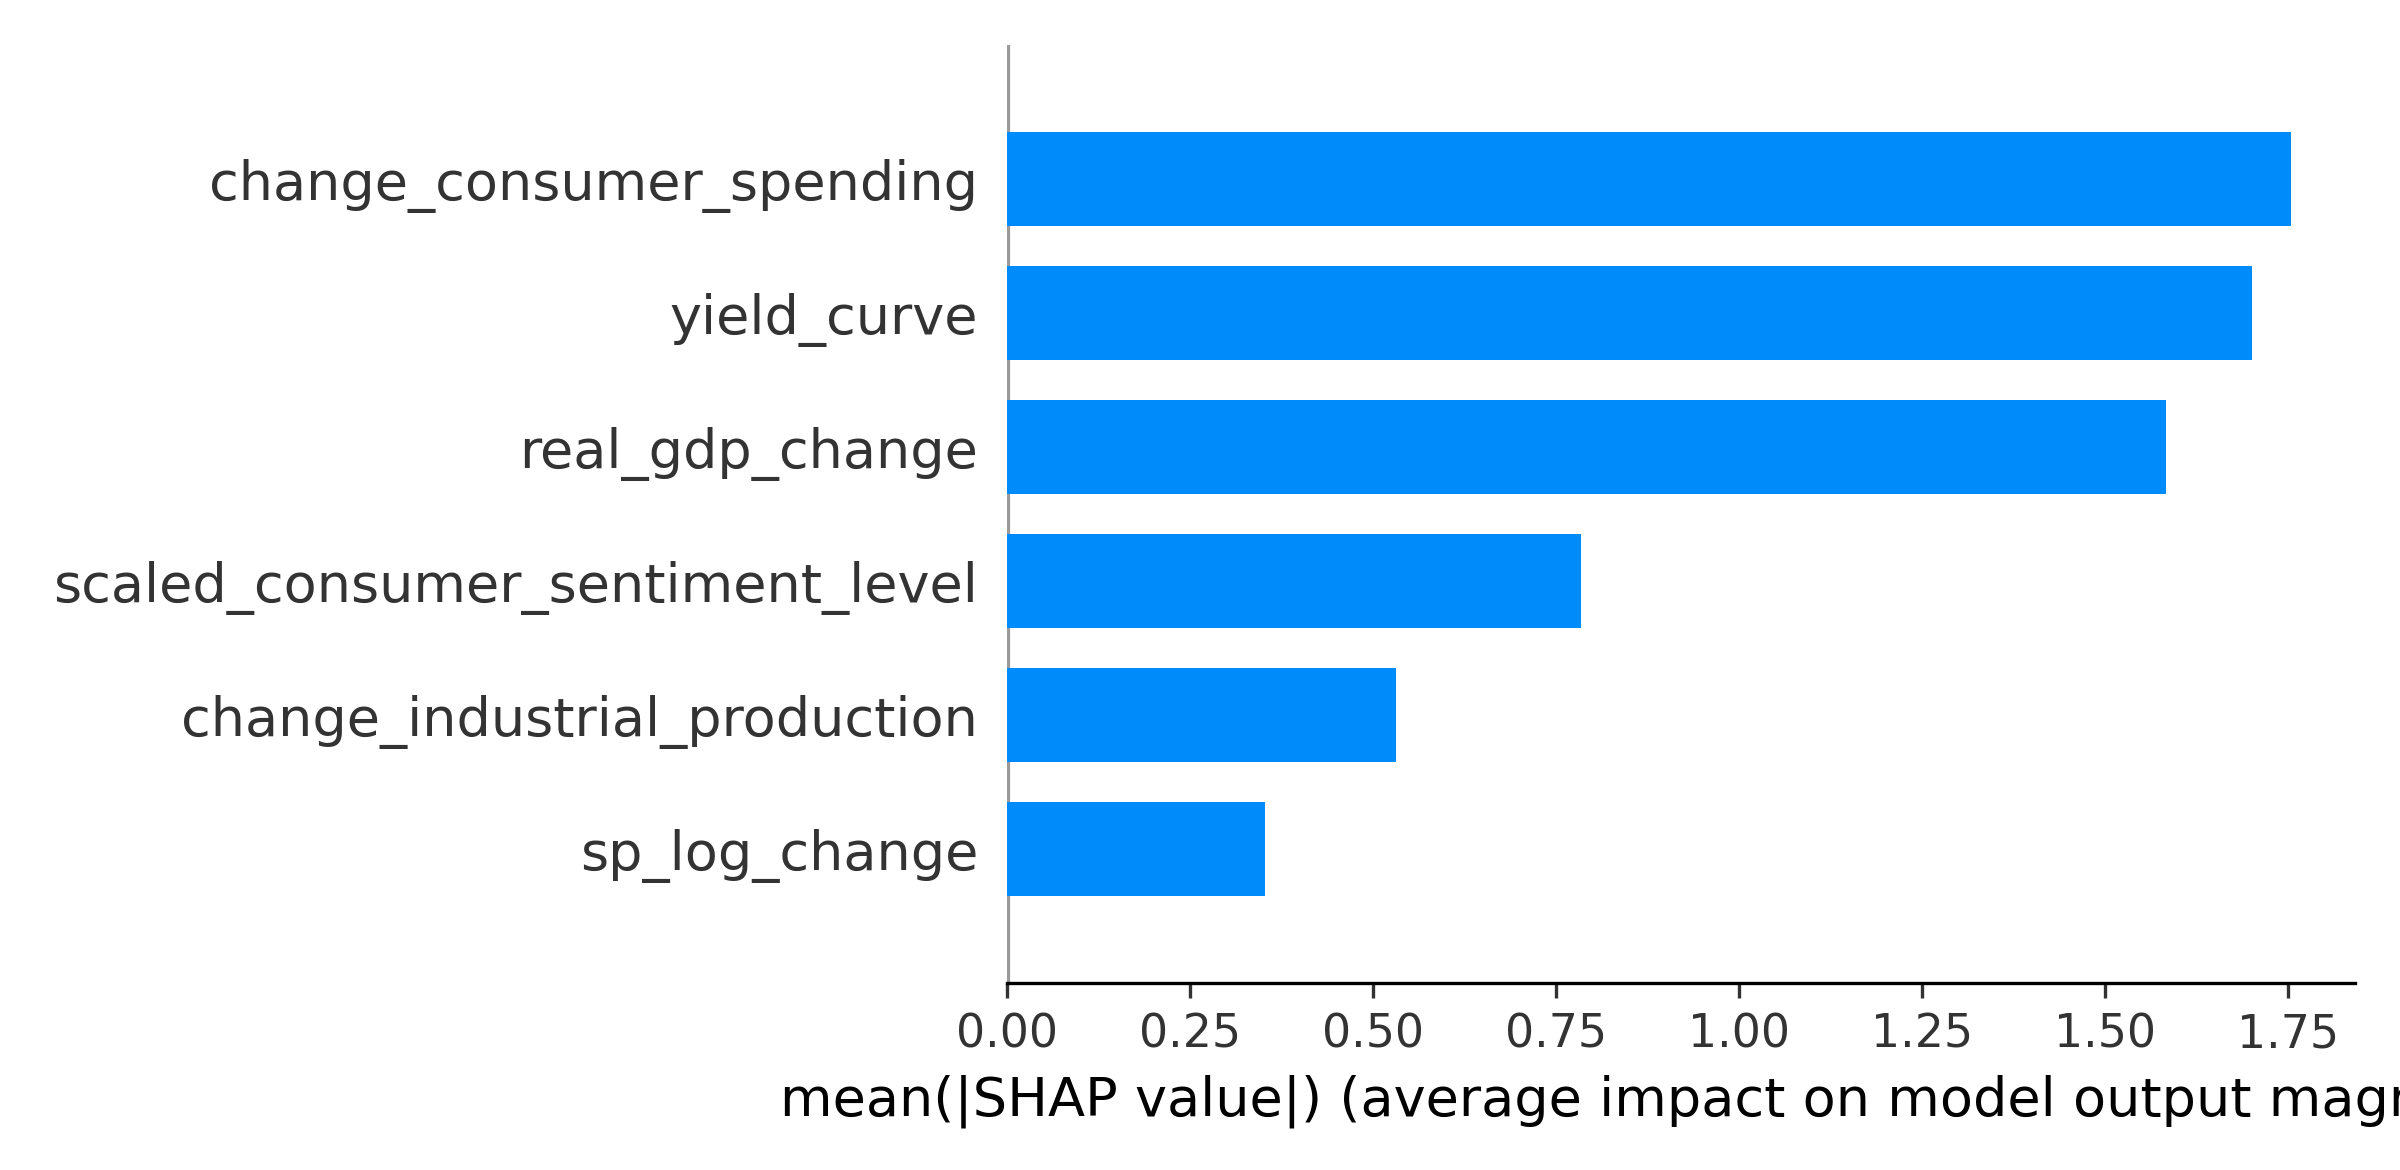 change_consumer_spending
yield_curve
real_gdp_change
scaled_consumer_sentiment_level
change_industrial_production
sp_log_change
0.00 0.25 0.50 0.75 1.00 1.25 1.50 1.75
mean(|SHAP value|) (average impact on model output mag